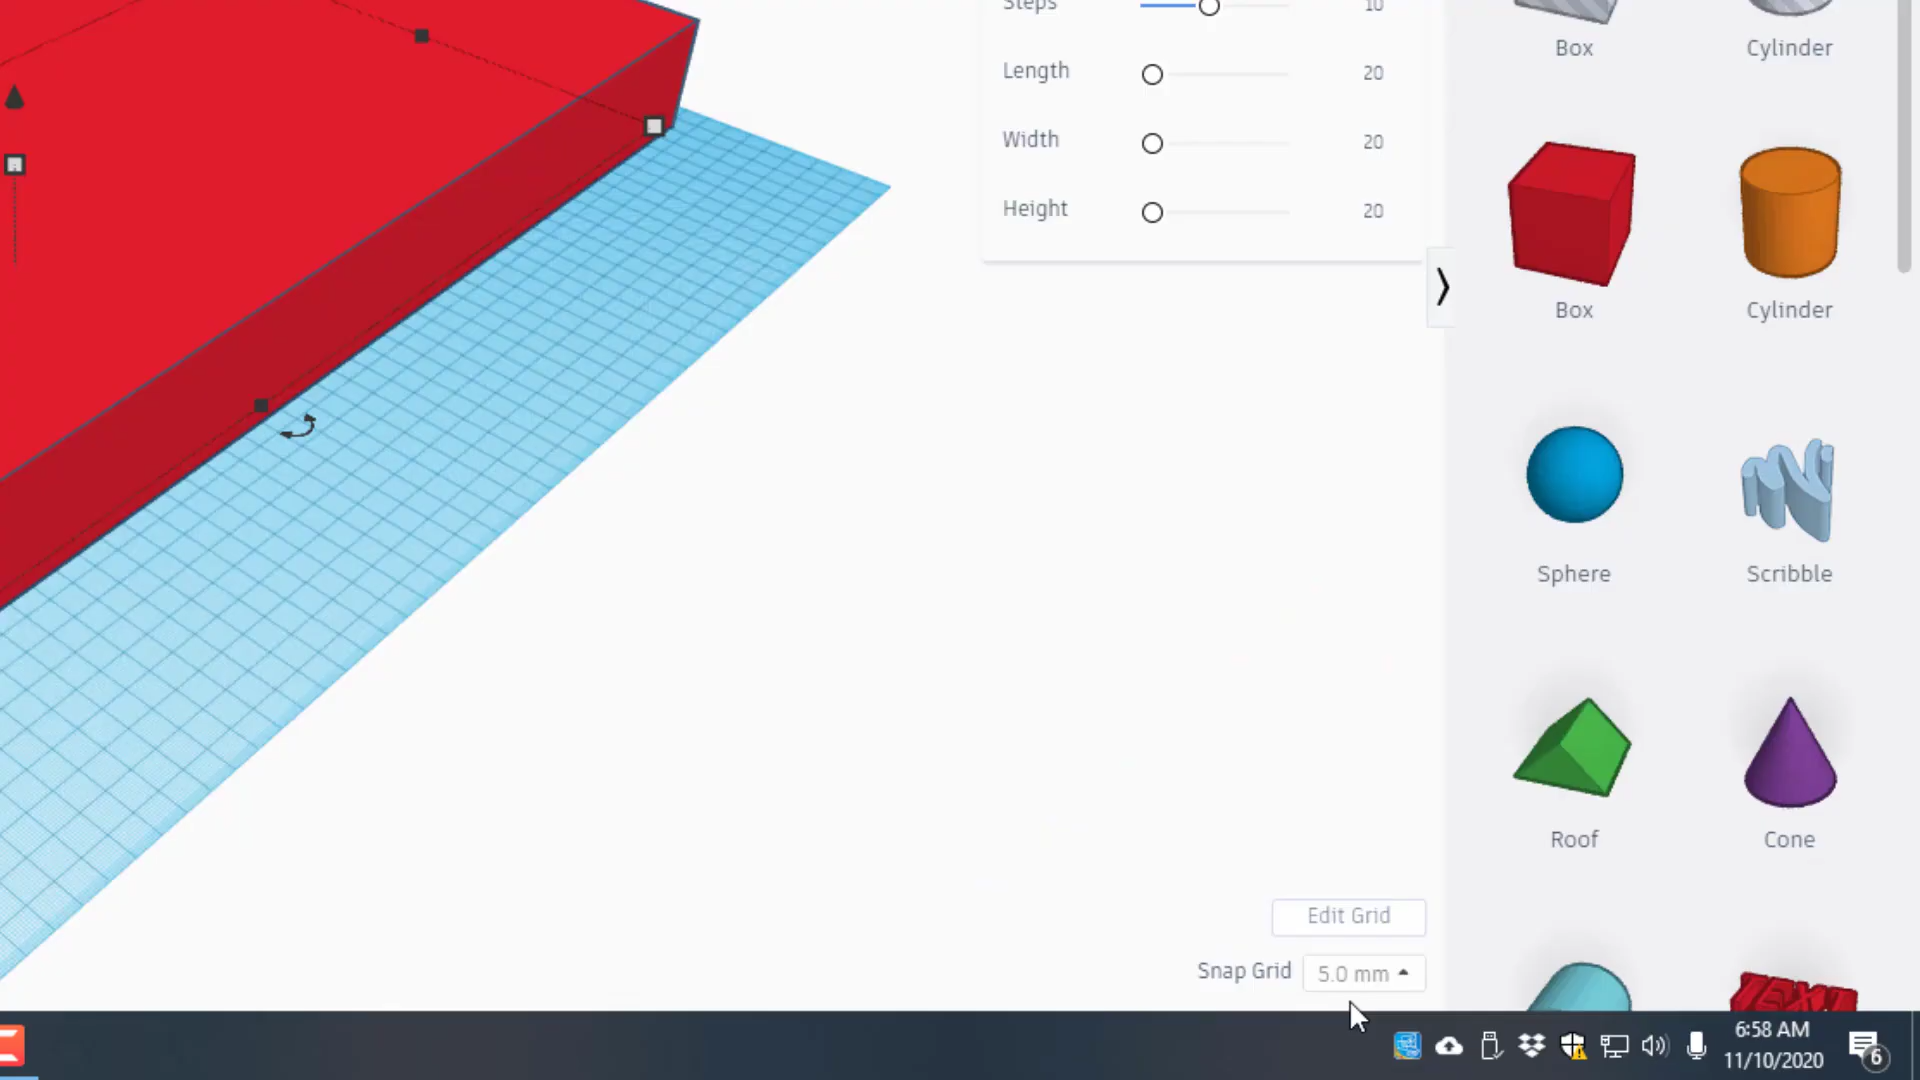 Steps 10
Length 20
Width 20
Height 20
Box Cylinder
Box Cylinder
Sphere Scribble
Roof Cone
Edit Grid
Snap Grid 5.0 mm
TEXT
6:58 AM
11/10/2020
6